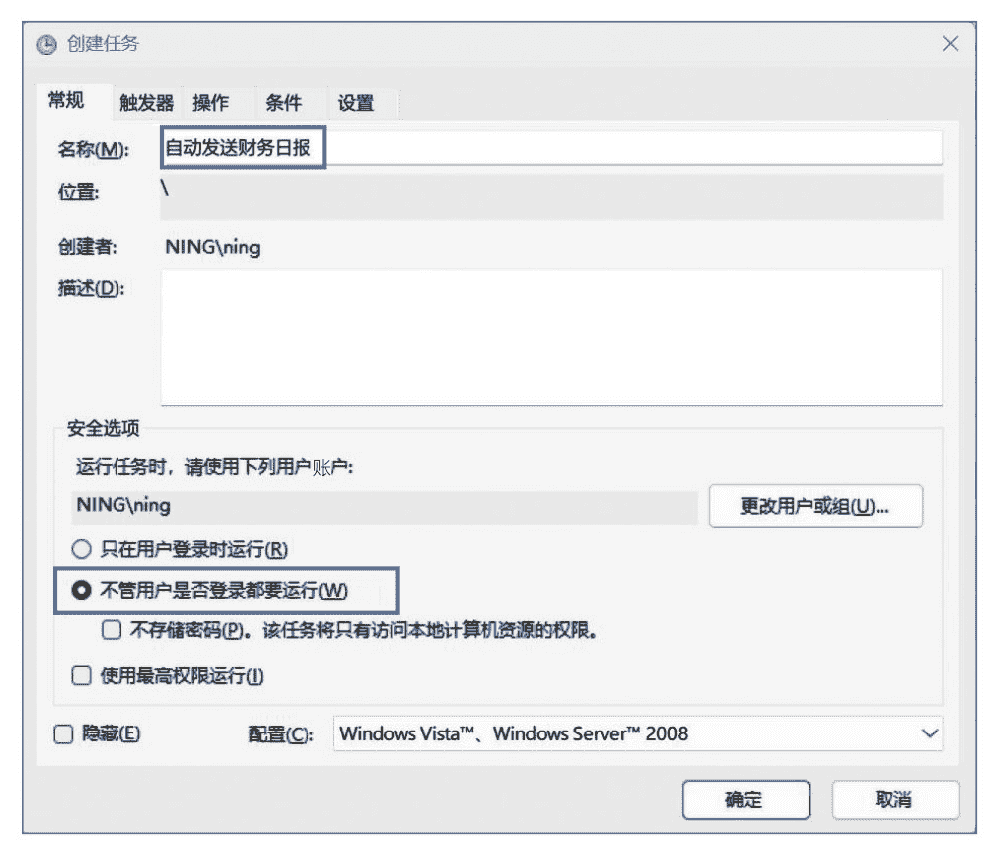 创建任务
常规 触发器 操作 条件 设置
名称(M): 自动发送财务日报
位置: \
创建者: NING\ning
描述(D):
安全选项
运行任务时，请使用下列用户账户:
NING\ning 更改用户或组(U)...
只在用户登录时运行(R)
不管用户是否登录都要运行(W)
不存储密码(P)。该任务将只有访问本地计算机资源的权限。
使用最高权限运行(I)
隐藏(E) 配置(C): Windows Vista™、Windows Server™ 2008
确定 取消